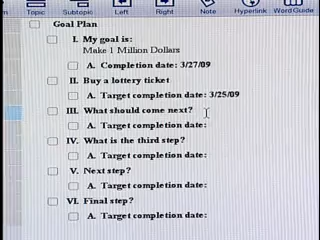 Topic Subtopic Left Right Note Hyperlink Word Guide
Goal Plan
I. My goal is:
Make 1 Million Dollars
A. Completion date: 3/27/09
II. Buy a lottery ticket
A. Target completion date: 3/25/09
III. What should come next?
A. Target completion date:
IV. What is the third step?
A. Target completion date:
V. Next step?
A. Target completion date:
VI. Final step?
A. Target completion date: